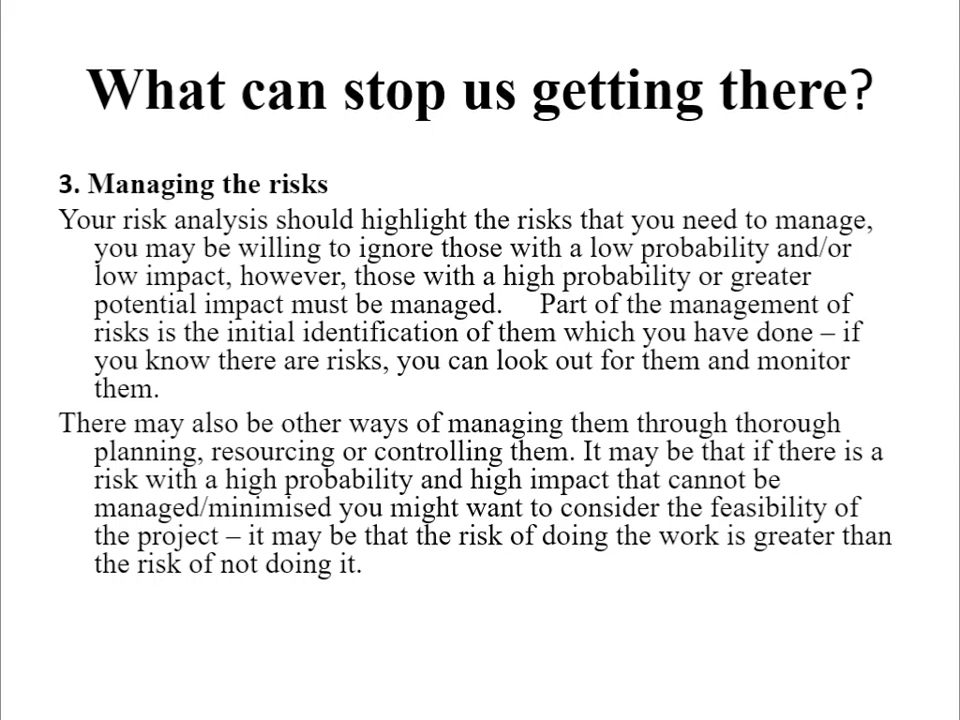 What can stop us getting there?
3. Managing the risks
Your risk analysis should highlight the risks that you need to manage,
you may be willing to ignore those with a low probability and/or
low impact, however, those with a high probability or greater
potential impact must be managed. Part of the management of
risks is the initial identification of them which you have done – if
you know there are risks, you can look out for them and monitor
them.
There may also be other ways of managing them through thorough
planning, resourcing or controlling them. It may be that if there is a
risk with a high probability and high impact that cannot be
managed/minimised you might want to consider the feasibility of
the project – it may be that the risk of doing the work is greater than
the risk of not doing it.